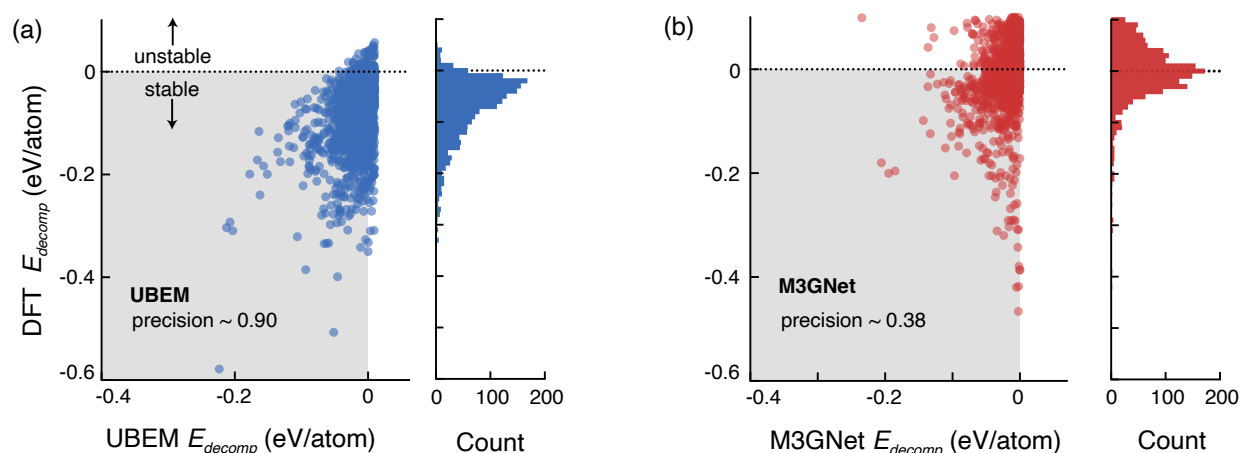 (a)
unstable
stable
DFT E_decomp (eV/atom)
0
-0.2
-0.4
-0.6
UBEM
precision ~ 0.90
-0.4
-0.2
0
UBEM E_decomp (eV/atom)
0
100
200
Count
(b)
0
-0.2
-0.4
-0.6
M3GNet
precision ~ 0.38
-0.4
-0.2
0
M3GNet E_decomp (eV/atom)
0
100
200
Count